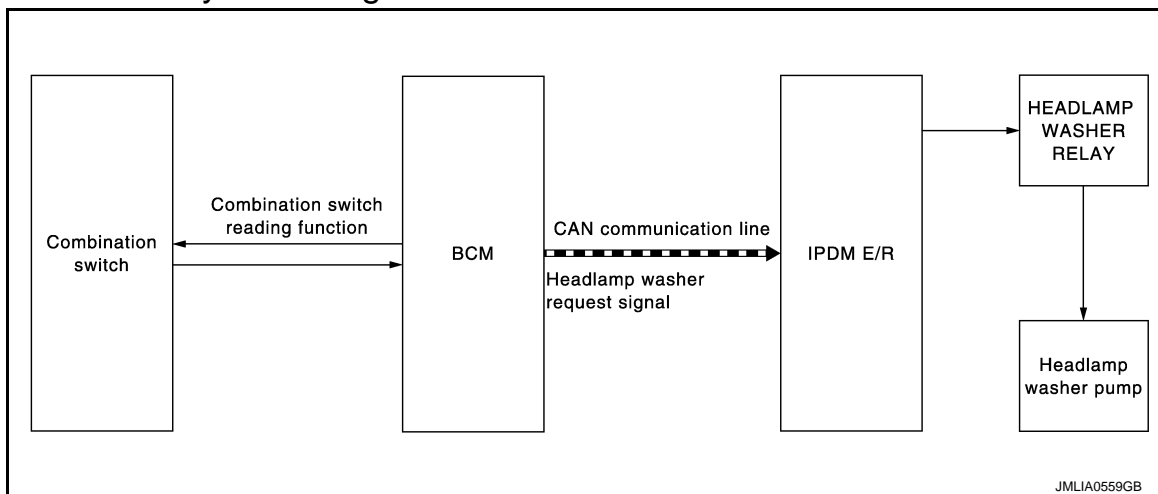 HEADLAMP
WASHER
RELAY
Combination switch
reading function
CAN communication line
Combination
switch
BCM
IPDM E/R
Headlamp washer
request signal
Headlamp
washer pump
JMLIA0559GB